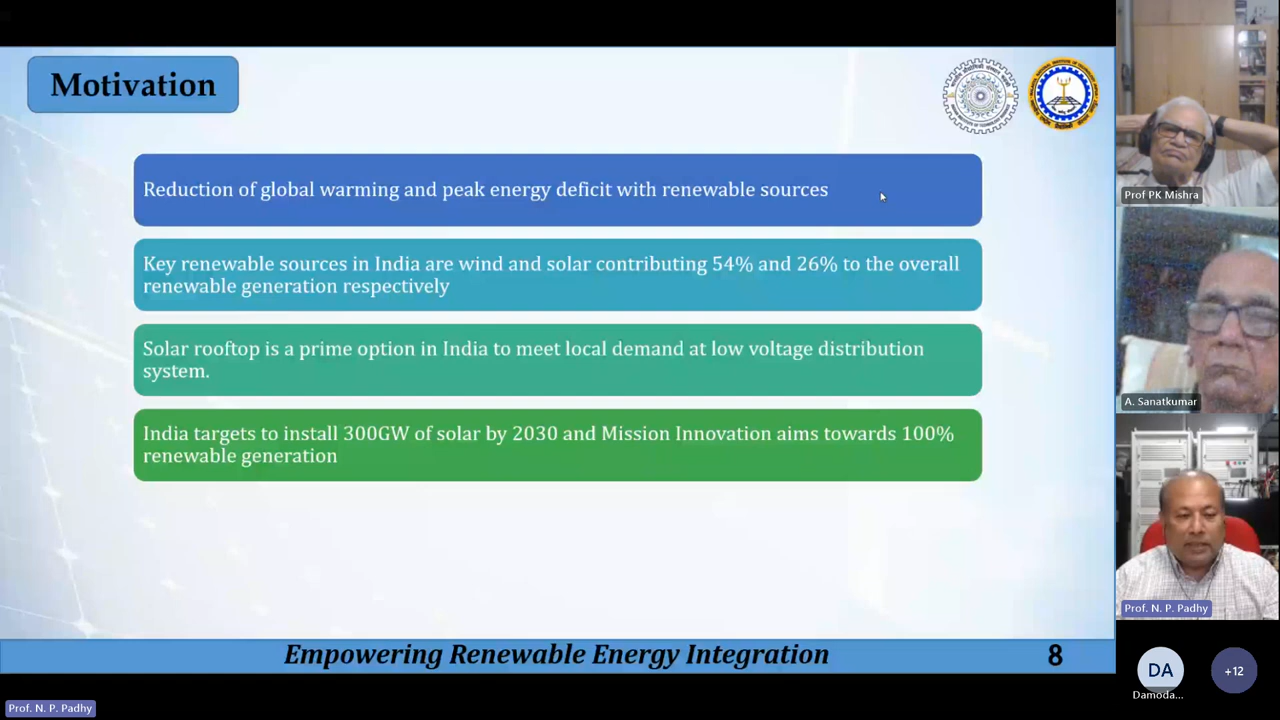 Motivation
Reduction of global warming and peak energy deficit with renewable sources
Key renewable sources in India are wind and solar contributing 54% and 26% to the overall
renewable generation respectively
Solar rooftop is a prime option in India to meet local demand at low voltage distribution
system.
India targets to install 300GW of solar by 2030 and Mission Innovation aims towards 100%
renewable generation
Empowering Renewable Energy Integration
8
Prof PK Mishra
A. Sanatkumar
Prof. N. P. Padhy
DA
Damoda...
+12
Prof. N. P. Padhy